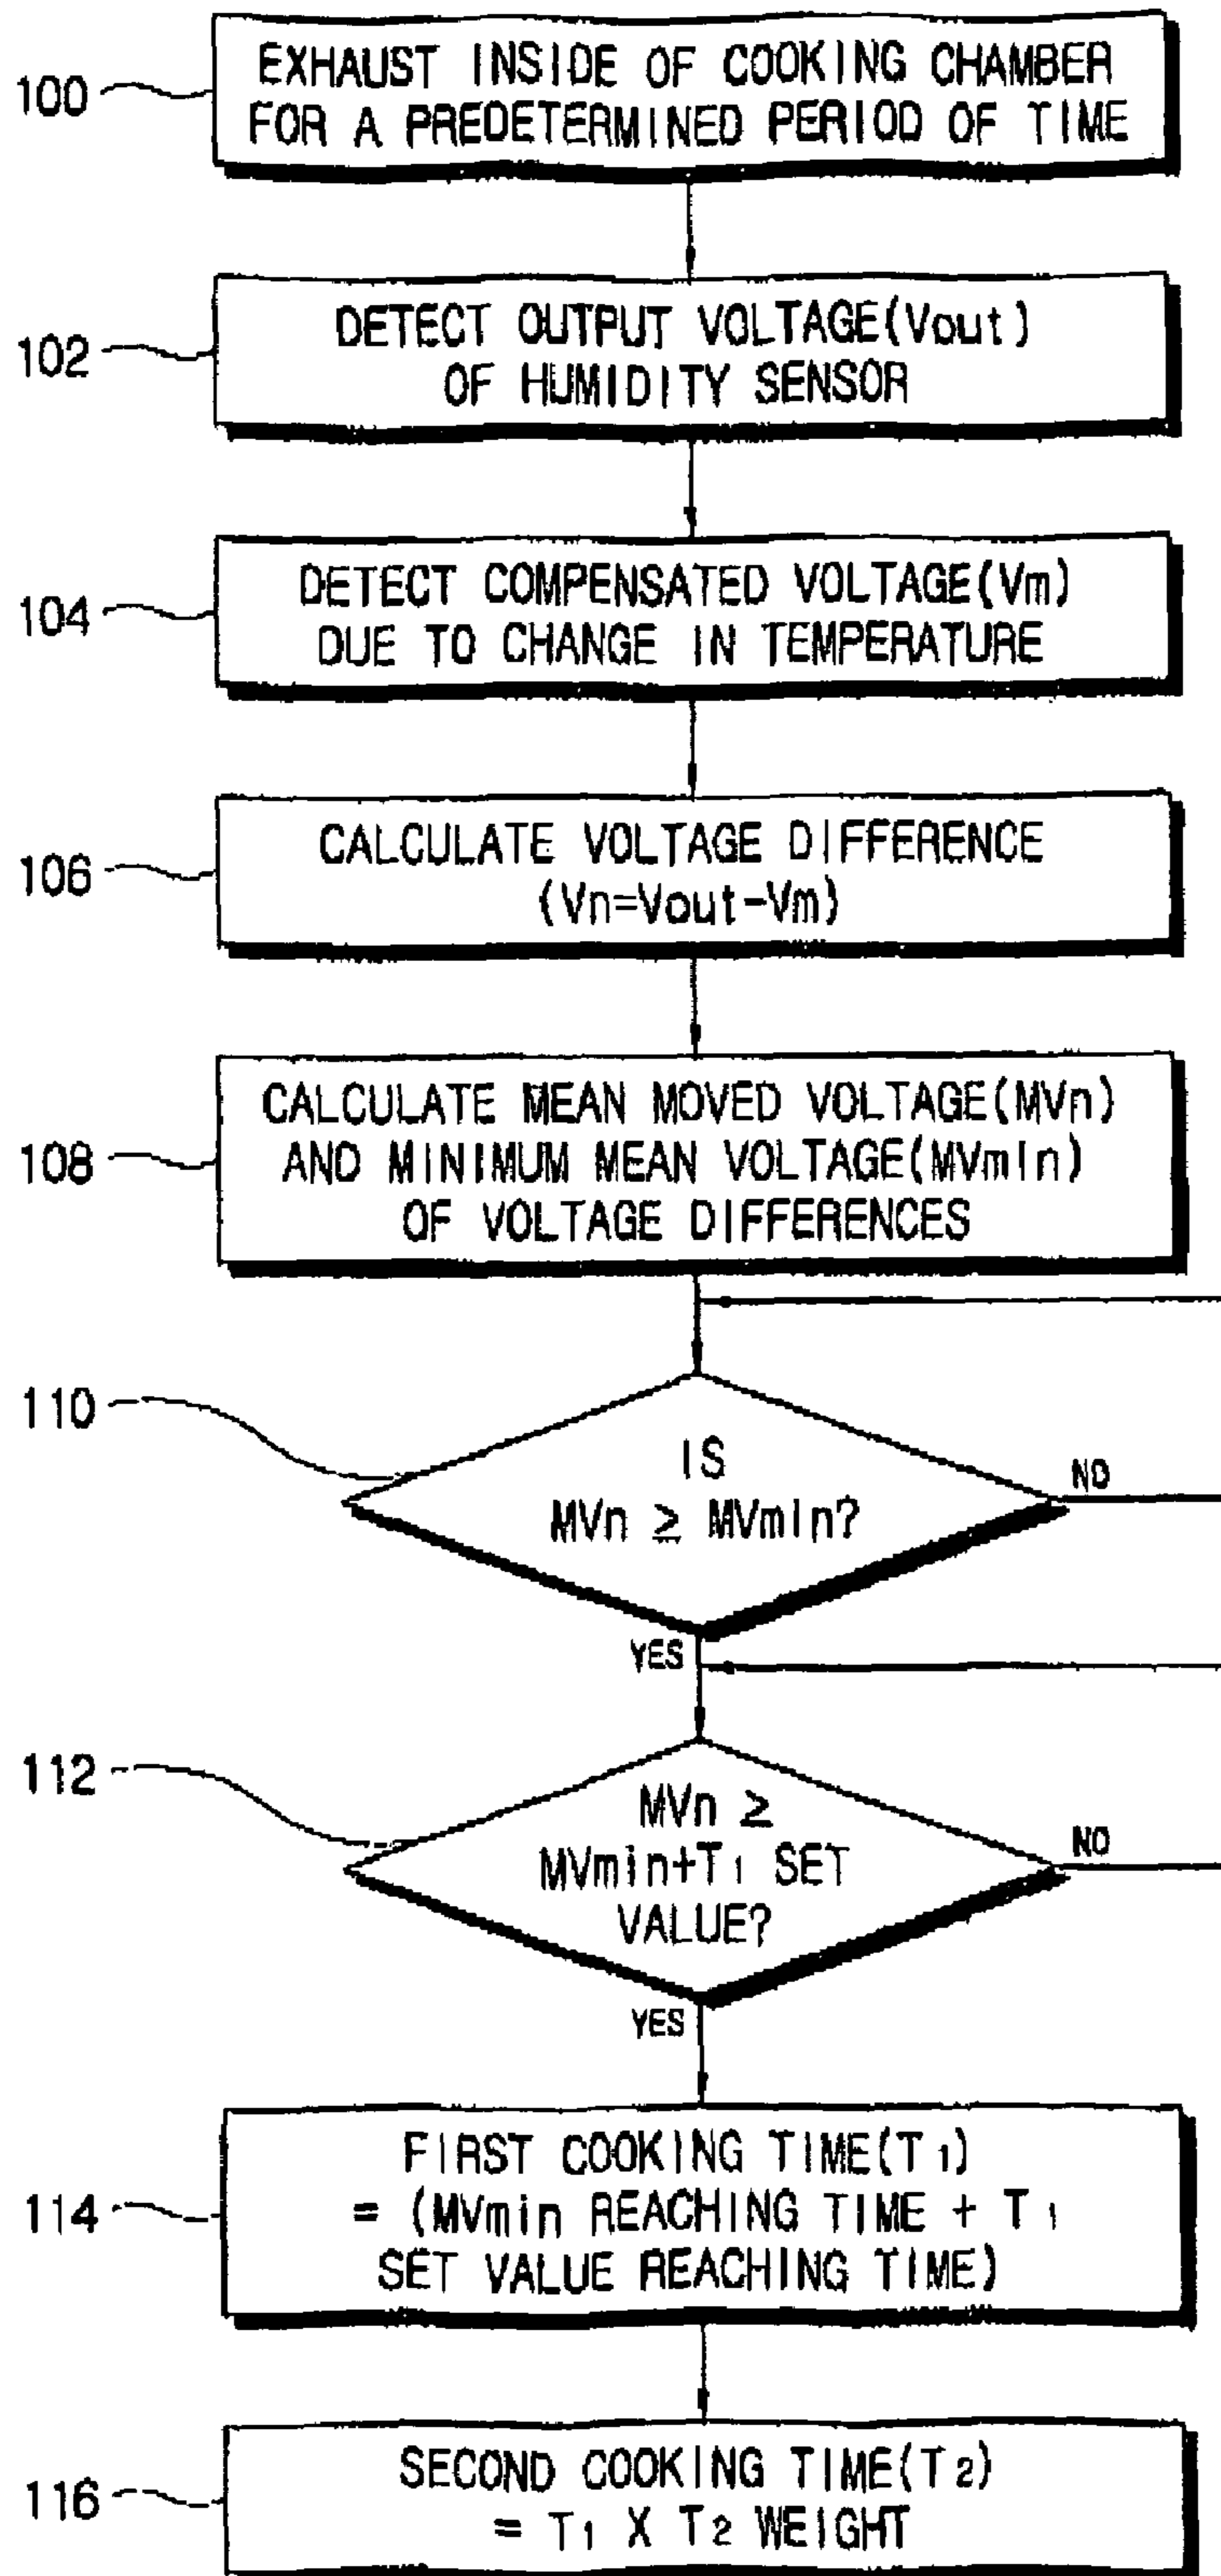 100
EXHAUST INSIDE OF COOKING CHAMBER
FOR A PREDETERMINED PERIOD OF TIME
102
DETECT OUTPUT VOLTAGE(Vout)
OF HUMIDITY SENSOR
104
DETECT COMPENSATED VOLTAGE(Vm)
DUE TO CHANGE IN TEMPERATURE
106
CALCULATE VOLTAGE DIFFERENCE
(Vn=Vout-Vm)
108
CALCULATE MEAN MOVED VOLTAGE(MVn)
AND MINIMUM MEAN VOLTAGE(MVmin)
OF VOLTAGE DIFFERENCES
110
IS
MVn ≥ MVmin?
NO
YES
112
MVn ≥
MVmin+T1 SET
VALUE?
NO
YES
114
FIRST COOKING TIME(T1)
= (MVmin REACHING TIME + T1
SET VALUE REACHING TIME)
116
SECOND COOKING TIME(T2)
= T1 X T2 WEIGHT